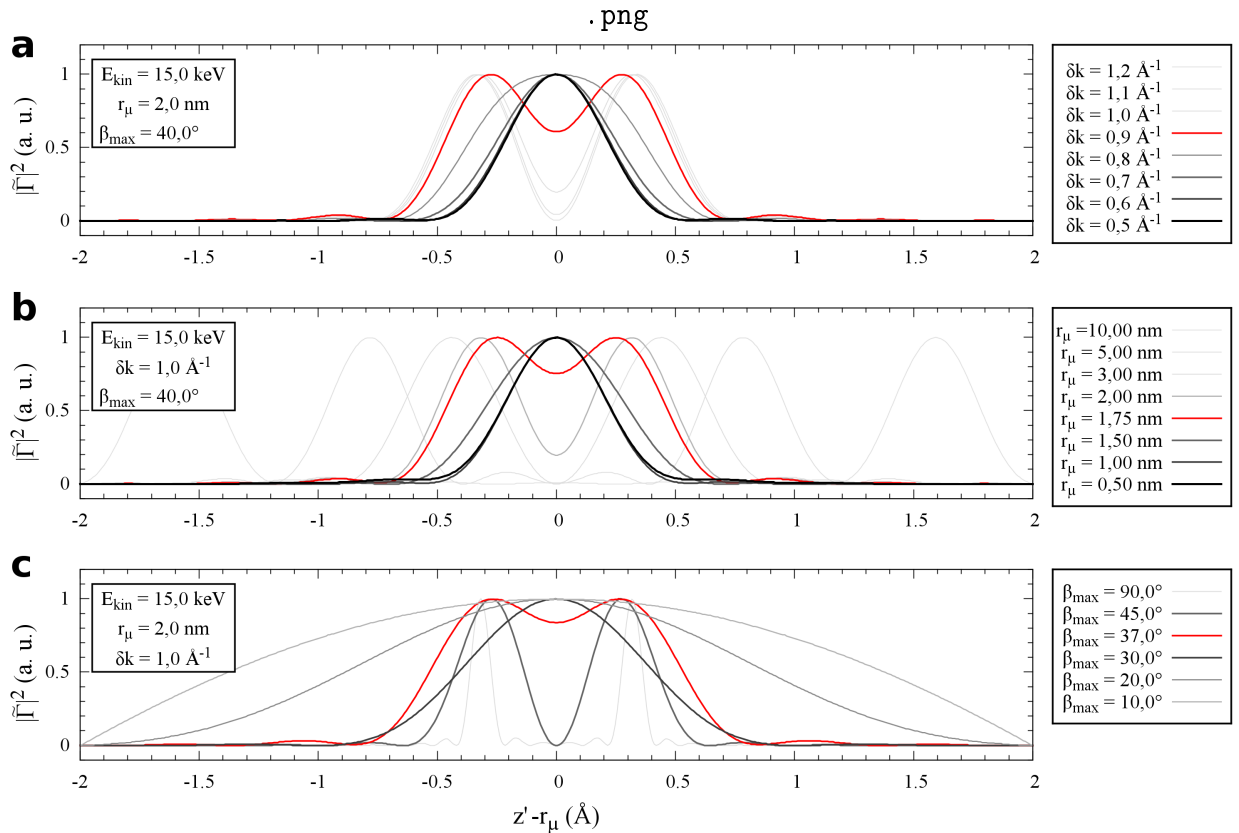 .png
a
E_kin = 15,0 keV
r_μ = 2,0 nm
β_max = 40,0°
|Γ̃|² (a. u.)
1
0.5
0
-2 -1.5 -1 -0.5 0 0.5 1 1.5 2
δk = 1,2 Å⁻¹
δk = 1,1 Å⁻¹
δk = 1,0 Å⁻¹
δk = 0,9 Å⁻¹
δk = 0,8 Å⁻¹
δk = 0,7 Å⁻¹
δk = 0,6 Å⁻¹
δk = 0,5 Å⁻¹
b
E_kin = 15,0 keV
δk = 1,0 Å⁻¹
β_max = 40,0°
|Γ̃|² (a. u.)
1
0.5
0
-2 -1.5 -1 -0.5 0 0.5 1 1.5 2
r_μ =10,00 nm
r_μ = 5,00 nm
r_μ = 3,00 nm
r_μ = 2,00 nm
r_μ = 1,75 nm
r_μ = 1,50 nm
r_μ = 1,00 nm
r_μ = 0,50 nm
c
E_kin = 15,0 keV
r_μ = 2,0 nm
δk = 1,0 Å⁻¹
|Γ̃|² (a. u.)
1
0.5
0
-2 -1.5 -1 -0.5 0 0.5 1 1.5 2
z'-r_μ (Å)
β_max = 90,0°
β_max = 45,0°
β_max = 37,0°
β_max = 30,0°
β_max = 20,0°
β_max = 10,0°